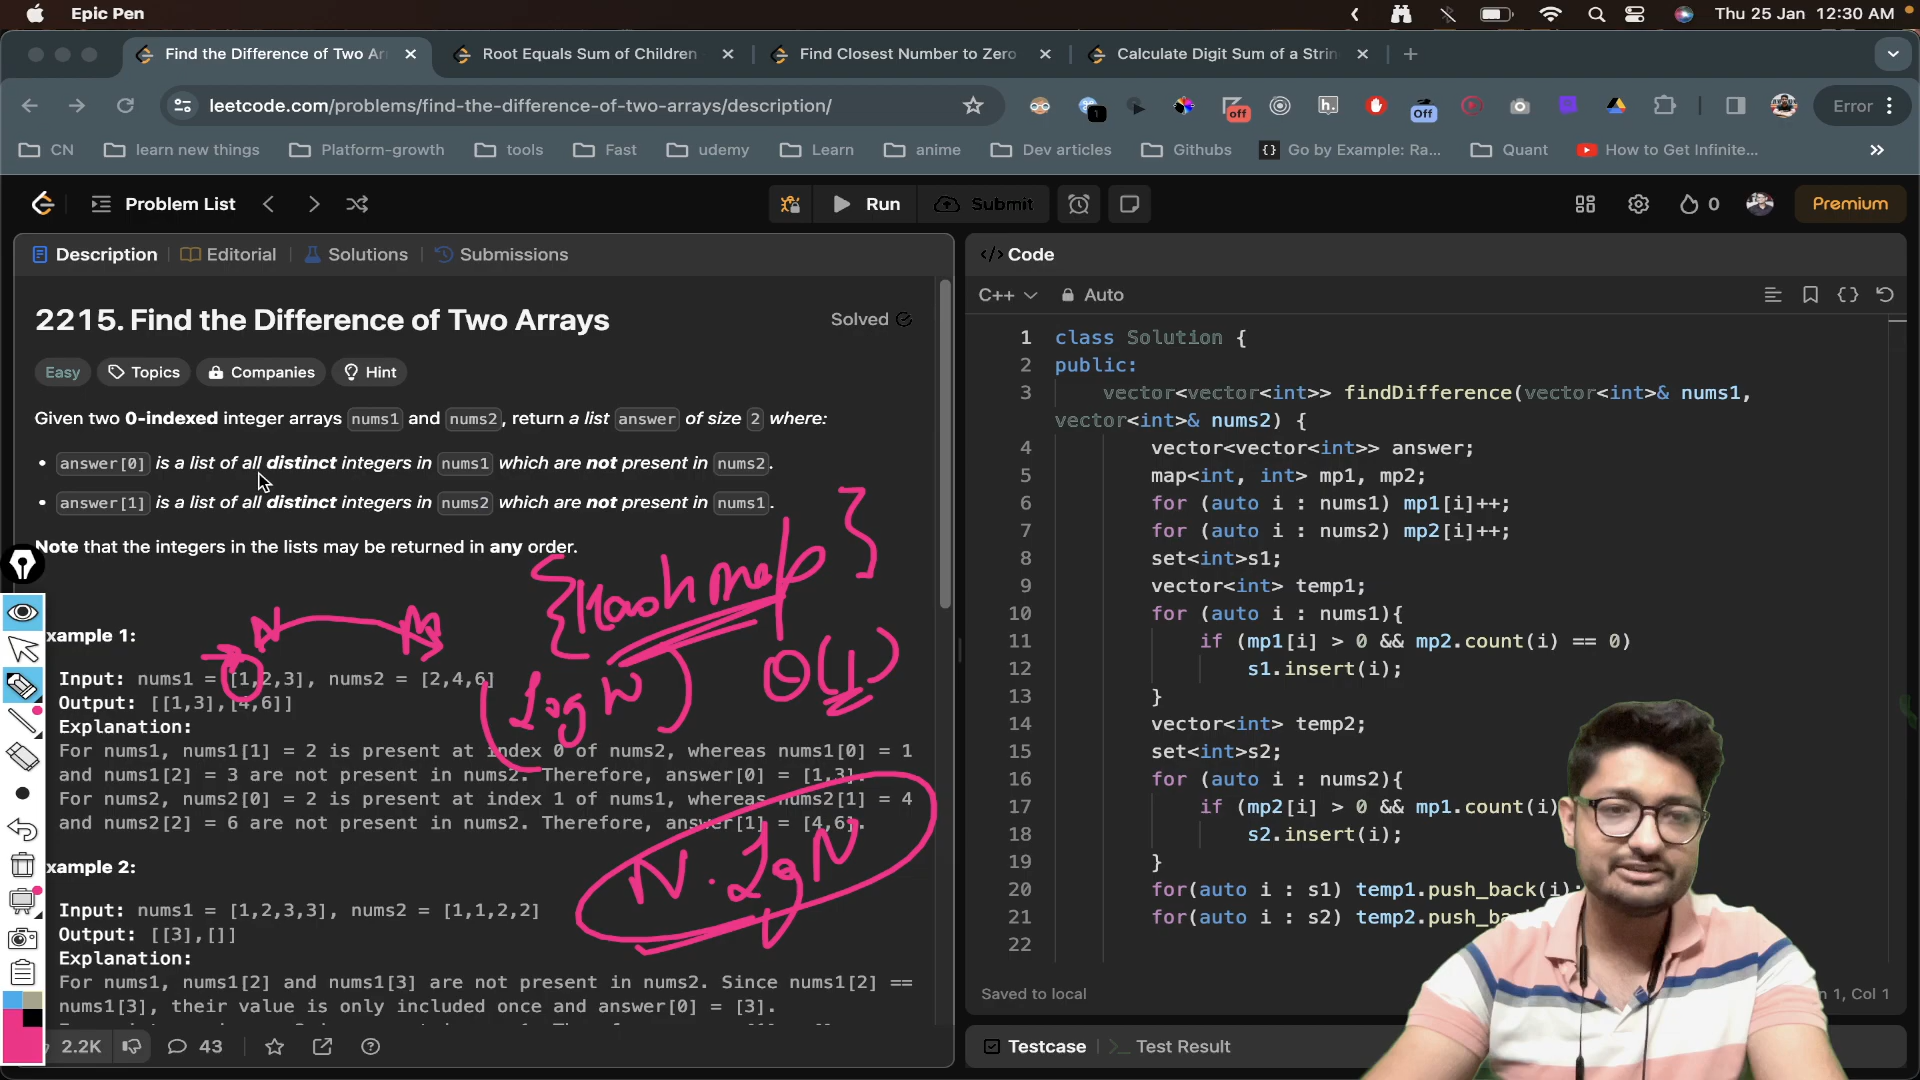 Epic Pen
Thu 25 Jan 12:30 AM
Find the Difference of Two Ar
Root Equals Sum of Children
Find Closest Number to Zero
Calculate Digit Sum of a Strin
leetcode.com/problems/find-the-difference-of-two-arrays/description/
off
1
h.
Off
Error
CN
learn new things
Platform-growth
tools
Fast
udemy
Learn
anime
Dev articles
Githubs
Go by Example: Ra...
Quant
How to Get Infinite...
Problem List
Run
Submit
0
Premium
Description
Editorial
Solutions
Submissions
2215. Find the Difference of Two Arrays
Solved
Easy
Topics
Companies
Hint
Given two 0-indexed integer arrays nums1 and nums2, return a list answer of size 2 where:
• answer[0] is a list of all distinct integers in nums1 which are not present in nums2.
• answer[1] is a list of all distinct integers in nums2 which are not present in nums1.
Note that the integers in the lists may be returned in any order.
{Hashmap}
N
M
xample 1:
O(1)
(log N)
Input: nums1 = [1,2,3], nums2 = [2,4,6]
Output: [[1,3],[4,6]]
Explanation:
For nums1, nums1[1] = 2 is present at index 0 of nums2, whereas nums1[0] = 1
and nums1[2] = 3 are not present in nums2. Therefore, answer[0] = [1,3].
For nums2, nums2[0] = 2 is present at index 1 of nums1, whereas nums2[1] = 4
and nums2[2] = 6 are not present in nums2. Therefore, answer[1] = [4,6].
N . LgN
xample 2:
Input: nums1 = [1,2,3,3], nums2 = [1,1,2,2]
Output: [[3],[]]
Explanation:
For nums1, nums1[2] and nums1[3] are not present in nums2. Since nums1[2] ==
nums1[3], their value is only included once and answer[0] = [3].
2.2K
43
Code
C++
Auto
1 class Solution {
2 public:
3 vector<vector<int>> findDifference(vector<int>& nums1,
vector<int>& nums2) {
4 vector<vector<int>> answer;
5 map<int, int> mp1, mp2;
6 for (auto i : nums1) mp1[i]++;
7 for (auto i : nums2) mp2[i]++;
8 set<int>s1;
9 vector<int> temp1;
10 for (auto i : nums1){
11 if (mp1[i] > 0 && mp2.count(i) == 0)
12 s1.insert(i);
13 }
14 vector<int> temp2;
15 set<int>s2;
16 for (auto i : nums2){
17 if (mp2[i] > 0 && mp1.count(i)
18 s2.insert(i);
19 }
20 for(auto i : s1) temp1.push_back(i);
21 for(auto i : s2) temp2.push_ba
22
Saved to local
n 1, Col 1
Testcase
Test Result